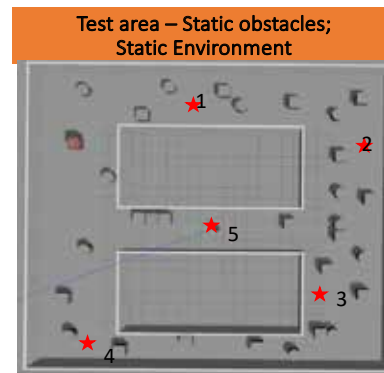 Test area – Static obstacles;
Static Environment
1
2
5
3
4